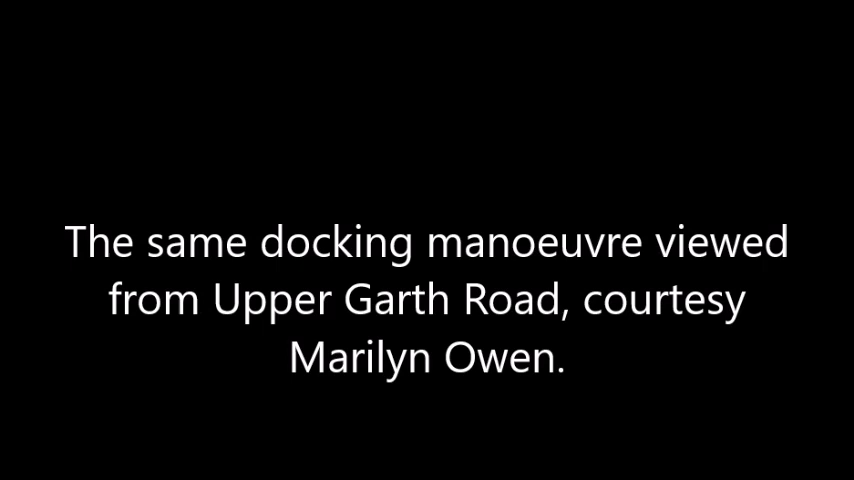 The same docking manoeuvre viewed
from Upper Garth Road, courtesy
Marilyn Owen.